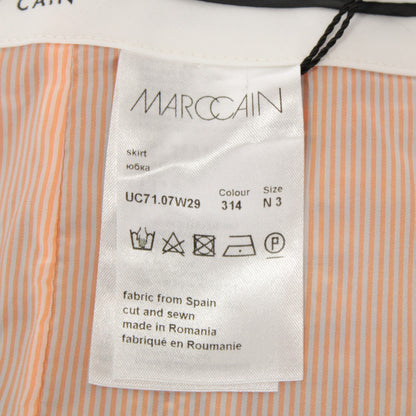 CAIN
MARCCAIN
skirt
юбка
Colour Size
UC71.07W29 314 N 3
P
fabric from Spain
cut and sewn
made in Romania
fabriqué en Roumanie